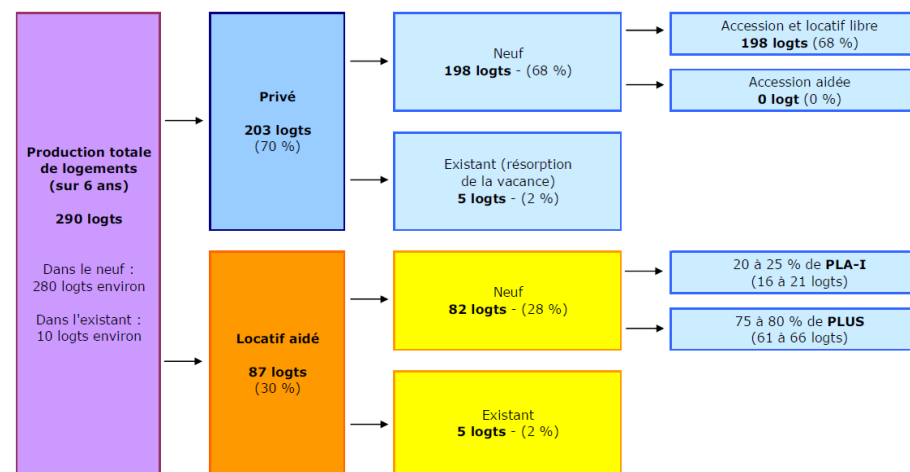 Production totale
de logements
(sur 6 ans)
290 logts
Dans le neuf :
280 logts environ
Dans l'existant :
10 logts environ
Privé
203 logts
(70 %)
Neuf
198 logts - (68 %)
Accession et locatif libre
198 logts (68 %)
Accession aidée
0 logt (0 %)
Existant (résorption
de la vacance)
5 logts - (2 %)
Locatif aidé
87 logts
(30 %)
Neuf
82 logts - (28 %)
20 à 25 % de PLA-I
(16 à 21 logts)
75 à 80 % de PLUS
(61 à 66 logts)
Existant
5 logts - (2 %)